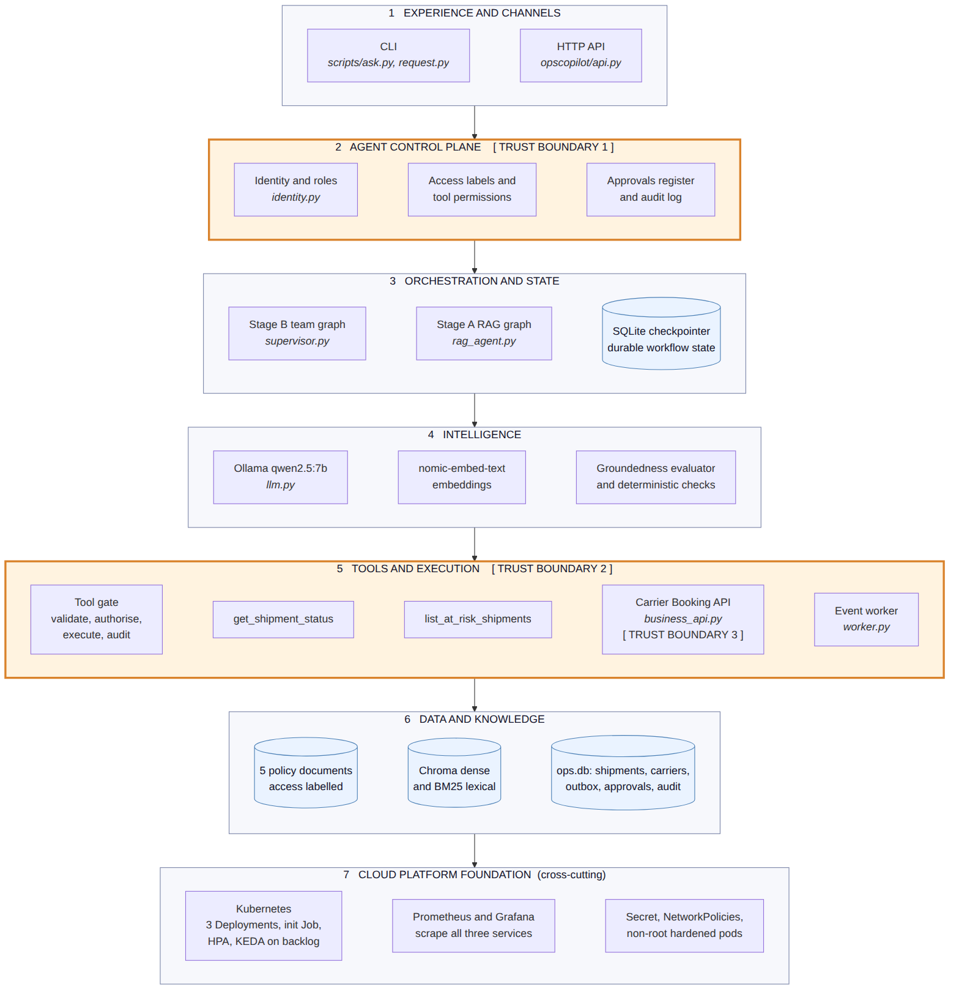 1 EXPERIENCE AND CHANNELS
CLI
scripts/ask.py, request.py
HTTP API
opscopilot/api.py
2 AGENT CONTROL PLANE [ TRUST BOUNDARY 1 ]
Identity and roles
identity.py
Access labels and
tool permissions
Approvals register
and audit log
3 ORCHESTRATION AND STATE
Stage B team graph
supervisor.py
Stage A RAG graph
rag_agent.py
SQLite checkpointer
durable workflow state
4 INTELLIGENCE
Ollama qwen2.5:7b
llm.py
nomic-embed-text
embeddings
Groundedness evaluator
and deterministic checks
5 TOOLS AND EXECUTION [ TRUST BOUNDARY 2 ]
Tool gate
validate, authorise,
execute, audit
get_shipment_status
list_at_risk_shipments
Carrier Booking API
business_api.py
[ TRUST BOUNDARY 3 ]
Event worker
worker.py
6 DATA AND KNOWLEDGE
5 policy documents
access labelled
Chroma dense
and BM25 lexical
ops.db: shipments, carriers,
outbox, approvals, audit
7 CLOUD PLATFORM FOUNDATION (cross-cutting)
Kubernetes
3 Deployments, init Job,
HPA, KEDA on backlog
Prometheus and Grafana
scrape all three services
Secret, NetworkPolicies,
non-root hardened pods